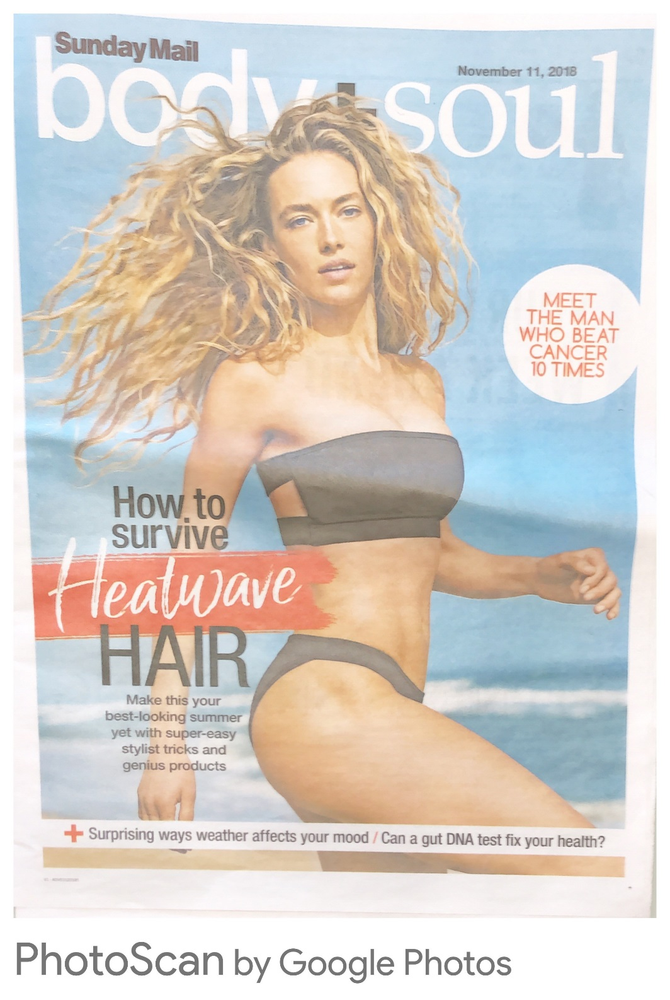 Sunday Mail
body+soul
November 11, 2018
MEET
THE MAN
WHO BEAT
CANCER
10 TIMES
How to
survive
Heatwave
HAIR
Make this your
best-looking summer
yet with super-easy
stylist tricks and
genius products
+ Surprising ways weather affects your mood / Can a gut DNA test fix your health?
PhotoScan by Google Photos